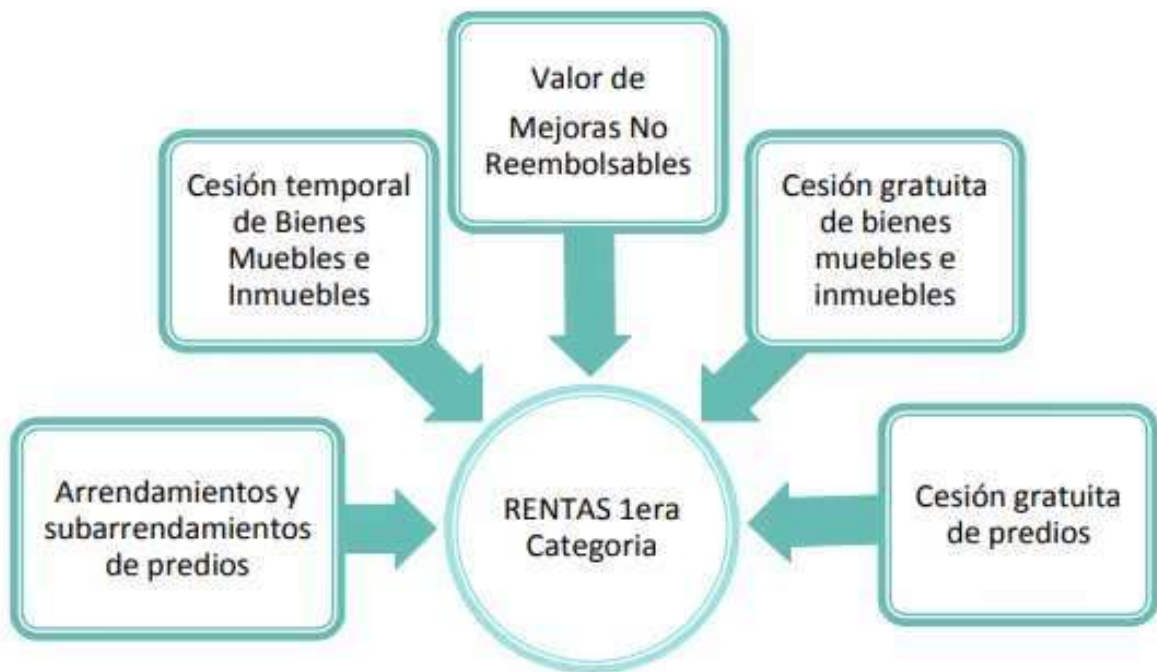 Valor de
Mejoras No
Reembolsables
Cesión temporal
de Bienes
Muebles e
Inmuebles
Cesión gratuita
de bienes
muebles e
inmuebles
Arrendamientos y
subarrendamientos
de predios
RENTAS 1era
Categoria
Cesión gratuita
de predios